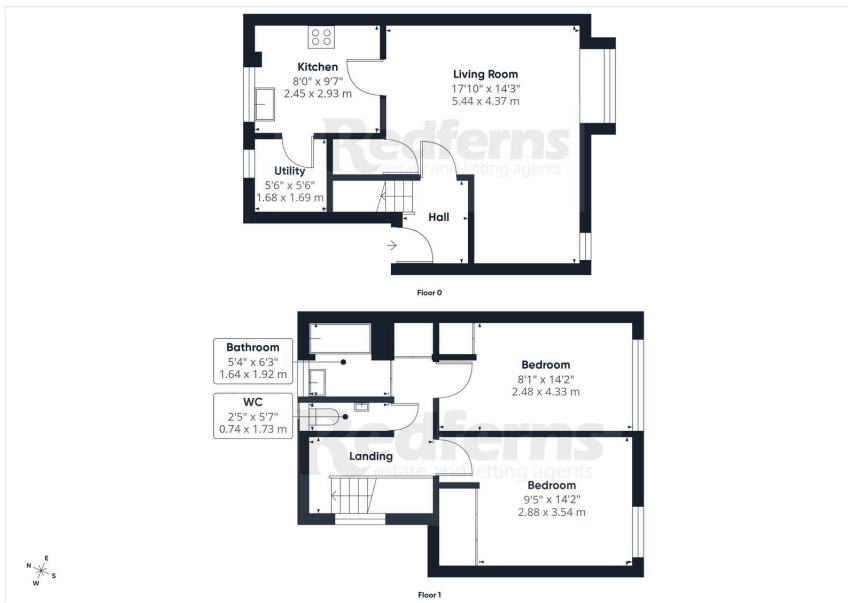 Kitchen
8'0" x 9'7"
2.45 x 2.93 m
Living Room
17'10" x 14'3"
5.44 x 4.37 m
Redferns
estate and letting agents
Utility
5'6" x 5'6"
1.68 x 1.69 m
Hall
Floor 0
Bathroom
5'4" x 6'3"
1.64 x 1.92 m
WC
2'5" x 5'7"
0.74 x 1.73 m
Bedroom
8'1" x 14'2"
2.48 x 4.33 m
Redferns
estate and letting agents
Landing
Bedroom
9'5" x 14'2"
2.88 x 3.54 m
N E
W S
Floor 1